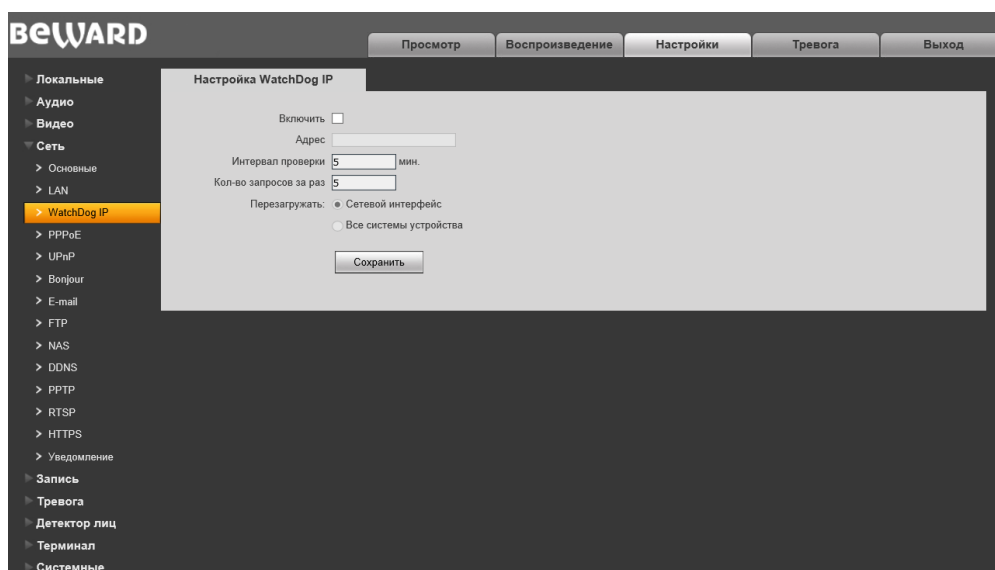 BEWARD
Просмотр
Воспроизведение
Настройки
Тревога
Выход
Локальные
Аудио
Видео
Сеть
Основные
LAN
WatchDog IP
PPPoE
UPnP
Bonjour
E-mail
FTP
NAS
DDNS
PPTP
RTSP
HTTPS
Уведомление
Запись
Тревога
Детектор лиц
Терминал
Системные
Настройка WatchDog IP
Включить
Адрес
Интервал проверки 5 мин.
Кол-во запросов за раз 5
Перезагружать: Сетевой интерфейс
Все системы устройства
Сохранить